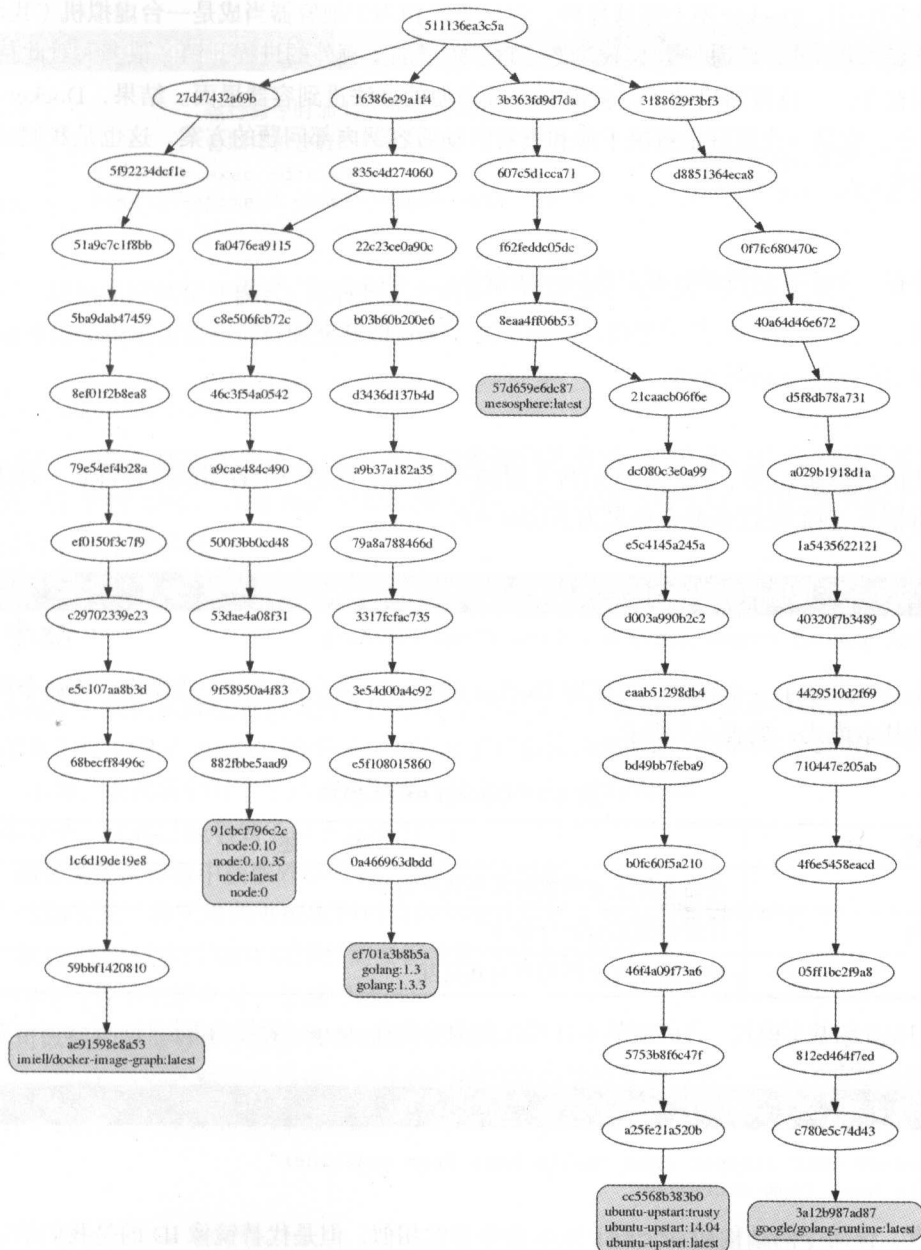 511136ea3c5a
27d47432a69b
16386e29a1f4
3b363fd9d7da
3188629f3bf3
5f92234dcf1e
835c4d274060
607c5d1cca71
d8851364eca8
51a9c7c1f8bb
fa0476ea9115
22c23ce0a90c
f62feddc05dc
0f7fc680470c
5ba9dab47459
c8e506fcb72c
b03b60b200e6
8eaa4ff06b53
40a64d46e672
8ef01f2b8ea8
46c3f54a0542
d3436d137b4d
57d659e6dc87
mesosphere:latest
21caacb06f6e
d5f8db78a731
79e54ef4b28a
a9cae484c490
a9b37a182a35
dc080c3e0a99
a029b1918d1a
ef0150f3c7f9
500f3bb0cd48
79a8a788466d
e5c4145a245a
1a5435622121
c29702339e23
53dae4a08f31
3317fcfac735
d003a990b2c2
40320f7b3489
e5c107aa8b3d
9f58950a4f83
3e54d00a4c92
eaab51298db4
4429510d2f69
68becff8496c
882fbbe5aad9
e5f108015860
bd49bb7feba9
710447e205ab
1c6d19de19e8
91cbcf796c2c
node:0.10
node:0.10.35
node:latest
node:0
0a466963dbdd
b0fc60f5a210
4f6e5458eacd
59bbf1420810
ef701a3b8b5a
golang:1.3
golang:1.3.3
46f4a09f73a6
05ff1bc2f9a8
ae91598e8a53
imiell/docker-image-graph:latest
5753b8f6c47f
812ed464f7ed
a25fe21a520b
c780e5c74d43
cc5568b383b0
ubuntu-upstart:trusty
ubuntu-upstart:14.04
ubuntu-upstart:latest
3a12b987ad87
google/golang-runtime:latest